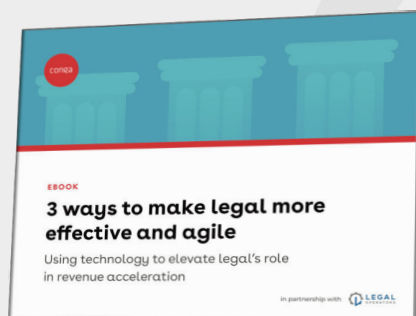 conga
EBOOK
3 ways to make legal more
effective and agile
Using technology to elevate legal's role
in revenue acceleration
in partnership with LEGAL
OPERATORS